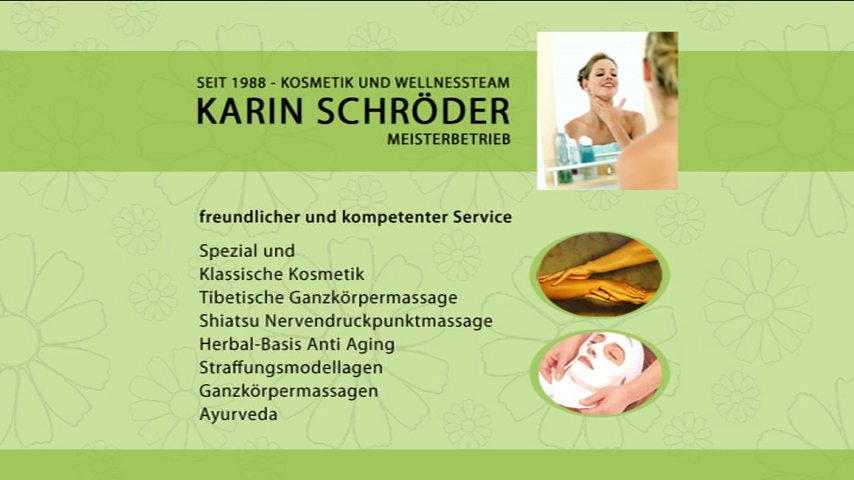 SEIT 1988 - KOSMETIK UND WELLNESSTEAM
KARIN SCHRÖDER
MEISTERBETRIEB
freundlicher und kompetenter Service
Spezial und
Klassische Kosmetik
Tibetische Ganzkörpermassage
Shiatsu Nervendruckpunktmassage
Herbal-Basis Anti Aging
Straffungsmodellagen
Ganzkörpermassagen
Ayurveda